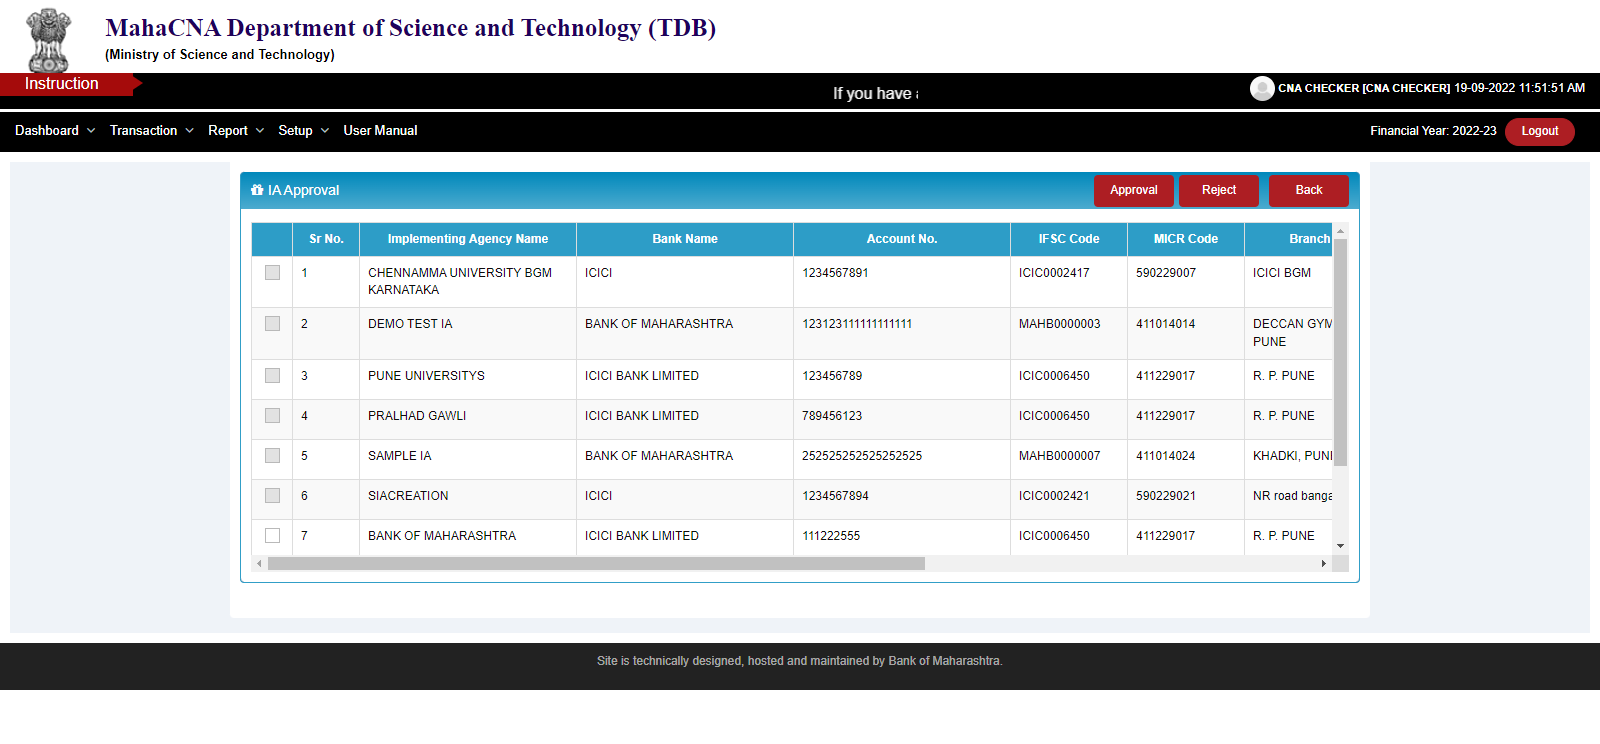 MahaCNA Department of Science and Technology (TDB)
(Ministry of Science and Technology)
Instruction
If you have
CNA CHECKER [CNA CHECKER] 19-09-2022 11:51:51 AM
Dashboard Transaction Report Setup User Manual
Financial Year: 2022-23 Logout
IA Approval Approval Reject Back
Sr No. Implementing Agency Name Bank Name Account No. IFSC Code MICR Code Branch
1 CHENNAMMA UNIVERSITY BGM ICICI 1234567891 ICIC0002417 590229007 ICICI BGM
KARNATAKA
2 DEMO TEST IA BANK OF MAHARASHTRA 123123111111111111 MAHB0000003 411014014 DECCAN GYM
PUNE
3 PUNE UNIVERSITYS ICICI BANK LIMITED 123456789 ICIC0006450 411229017 R. P. PUNE
4 PRALHAD GAWLI ICICI BANK LIMITED 789456123 ICIC0006450 411229017 R. P. PUNE
5 SAMPLE IA BANK OF MAHARASHTRA 252525252525252525 MAHB0000007 411014024 KHADKI, PUN
6 SIACREATION ICICI 1234567894 ICIC0002421 590229021 NR road banga
7 BANK OF MAHARASHTRA ICICI BANK LIMITED 111222555 ICIC0006450 411229017 R. P. PUNE
Site is technically designed, hosted and maintained by Bank of Maharashtra.